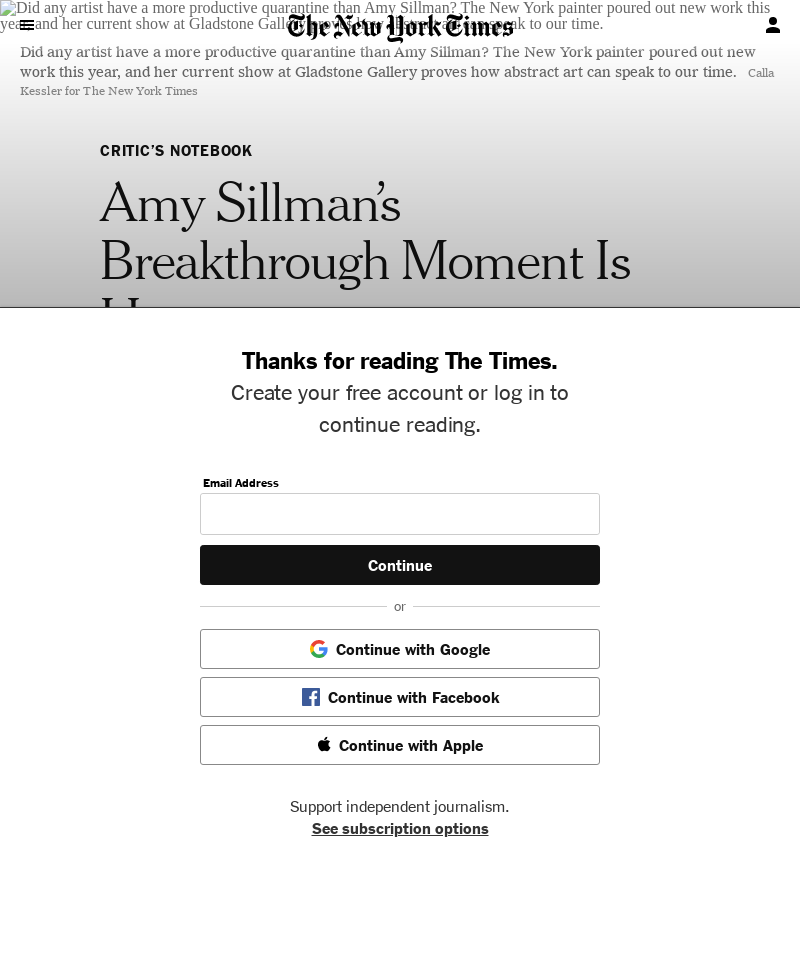 Did any artist have a more productive quarantine than Amy Sillman? The New York painter poured out new work this
year, and her current show at Gladstone Gallery proves how abstract art can speak to our time.
The New York Times
Did any artist have a more productive quarantine than Amy Sillman? The New York painter poured out new
work this year, and her current show at Gladstone Gallery proves how abstract art can speak to our time. Calla
Kessler for The New York Times
CRITIC’S NOTEBOOK
Amy Sillman’s
Breakthrough Moment Is
Thanks for reading The Times.
Create your free account or log in to
continue reading.
Email Address
Continue
or
Continue with Google
Continue with Facebook
Continue with Apple
Support independent journalism.
See subscription options